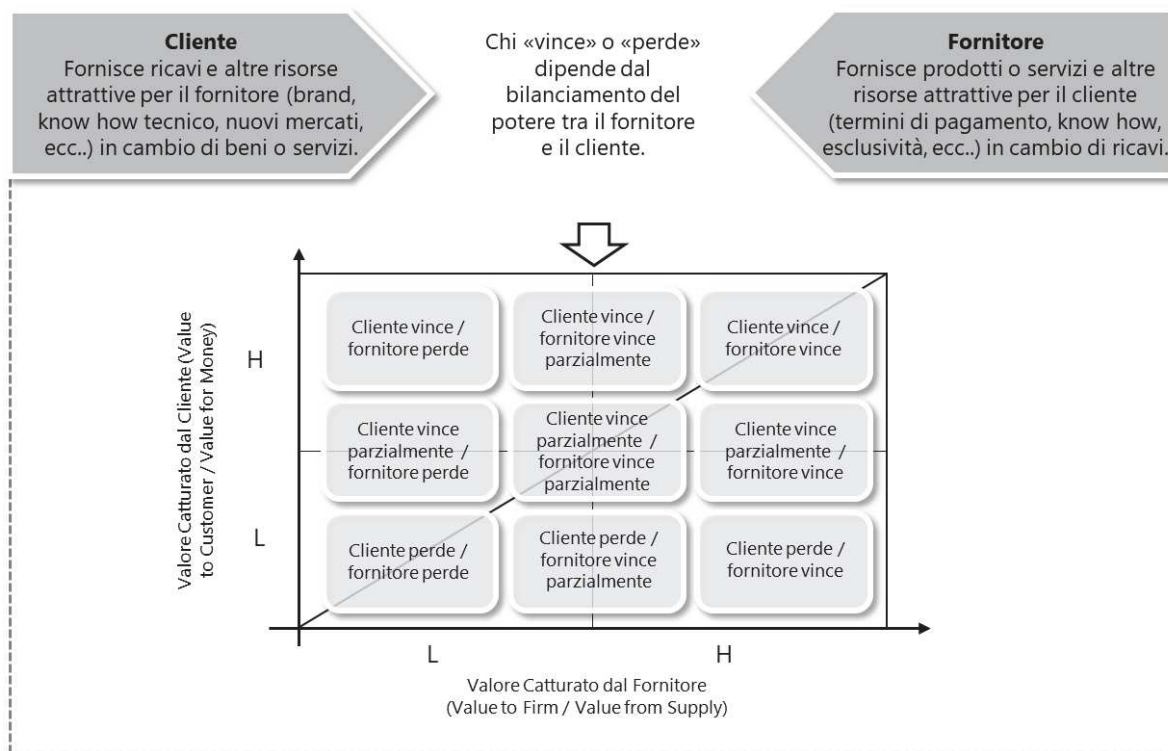 Cliente
Fornisce ricavi e altre risorse
attrattive per il fornitore (brand,
know how tecnico, nuovi mercati,
ecc..) in cambio di beni o servizi.
Chi «vince» o «perde»
dipende dal
bilanciamento del
potere tra il fornitore
e il cliente.
Fornitore
Fornisce prodotti o servizi e altre
risorse attrattive per il cliente
(termini di pagamento, know how,
esclusività, ecc..) in cambio di ricavi.
Valore Catturato dal Cliente (Value
to Customer / Value for Money)
H
L
Cliente vince /
fornitore perde
Cliente vince /
fornitore vince
parzialmente
Cliente vince /
fornitore vince
Cliente vince
parzialmente /
fornitore perde
Cliente vince
parzialmente /
fornitore vince
parzialmente
Cliente vince
parzialmente /
fornitore vince
Cliente perde /
fornitore perde
Cliente perde /
fornitore vince
parzialmente
Cliente perde /
fornitore vince
L
H
Valore Catturato dal Fornitore
(Value to Firm / Value from Supply)